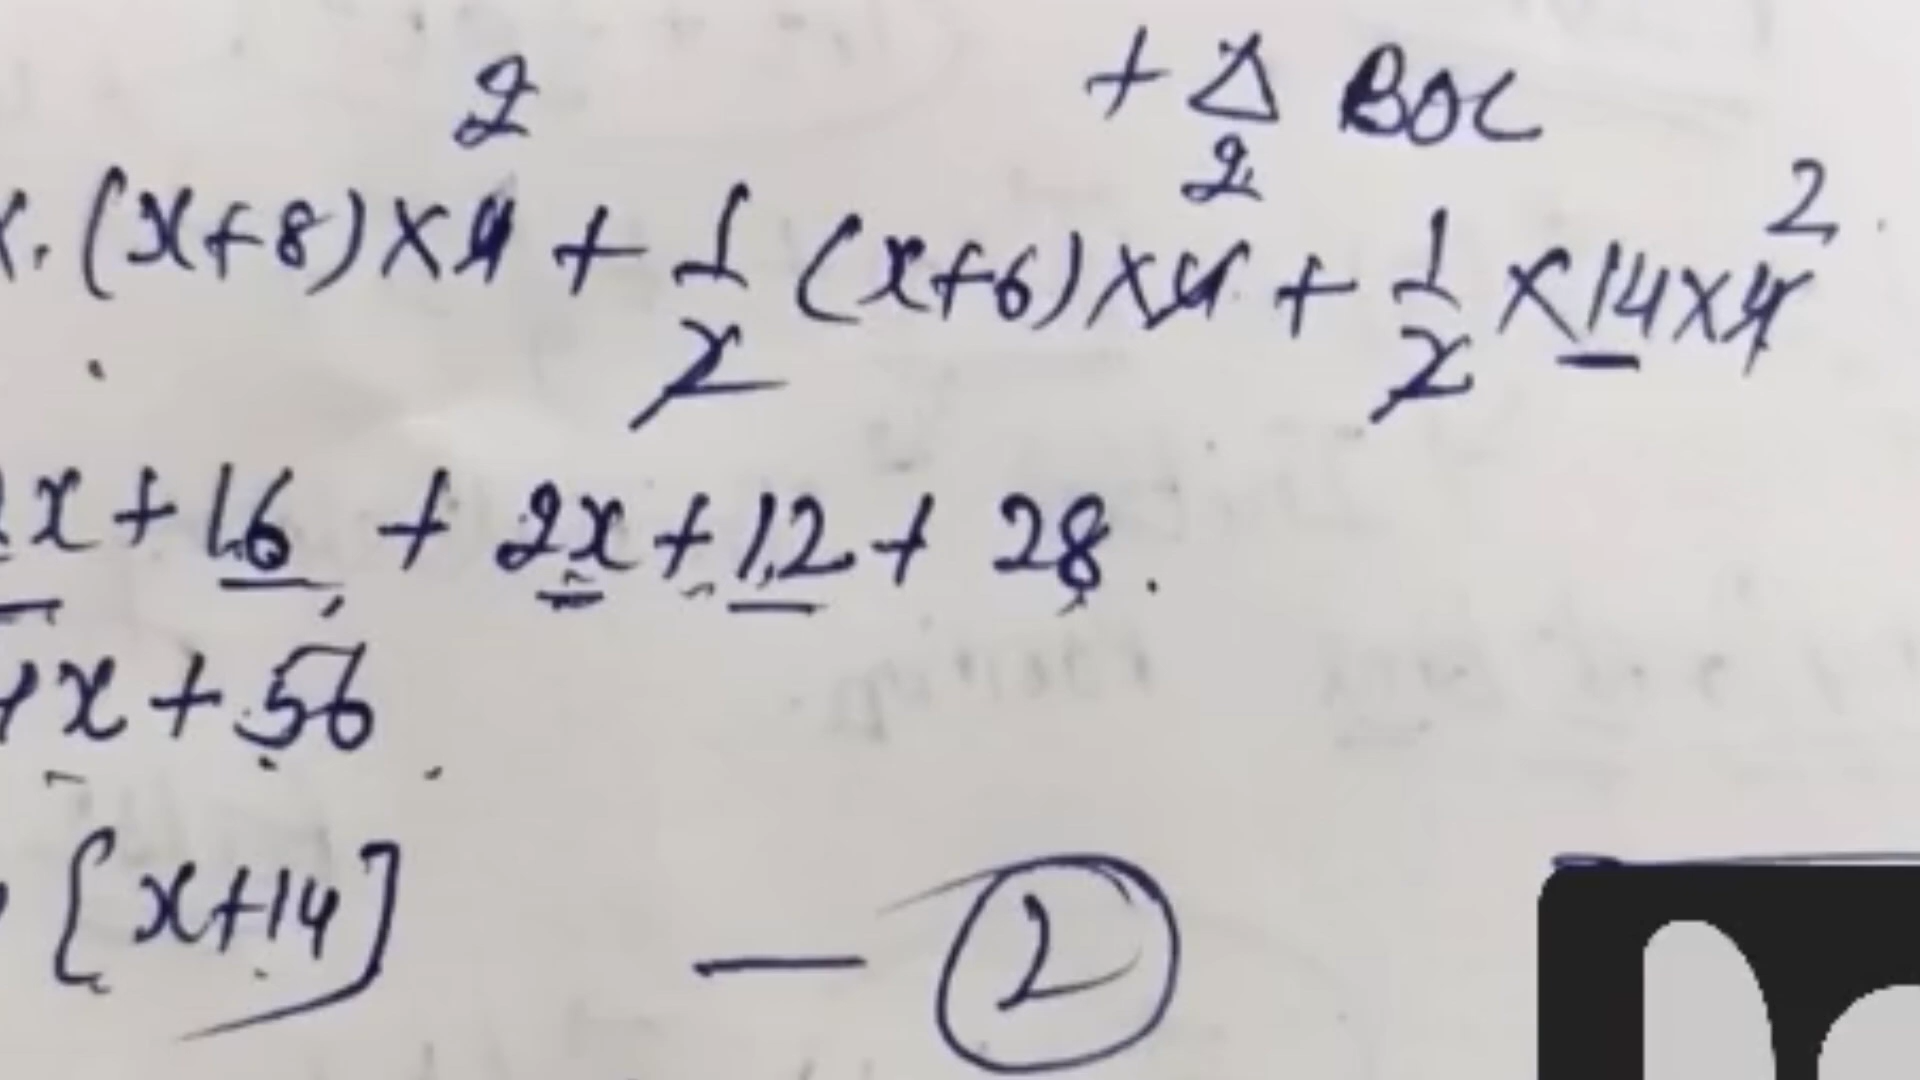 + Δ BOC
. (x+8)×4 2 + 1/2 (x+6)×4 2 + 1/2 ×14×4 2
x + 16 + 2x + 12 + 28.
x + 56
[x+14] — 2